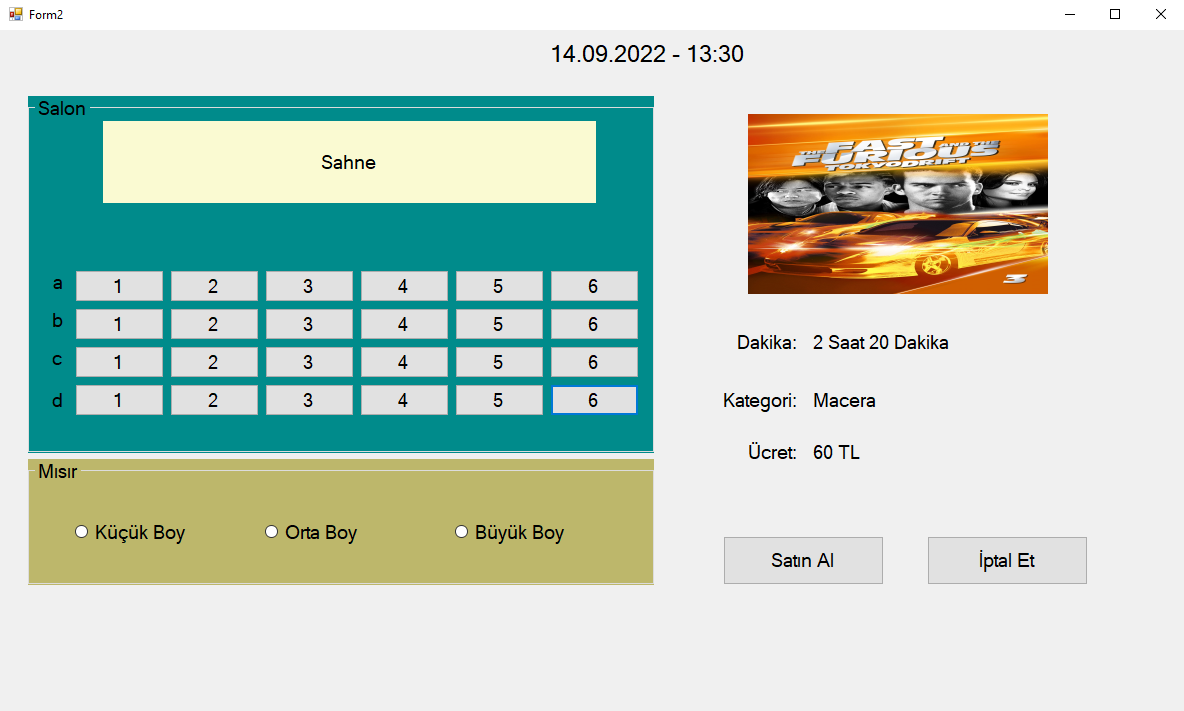 Form2
14.09.2022 - 13:30
Salon
Sahne
a 1 2 3 4 5 6
b 1 2 3 4 5 6
c 1 2 3 4 5 6
d 1 2 3 4 5 6
Mısır
Küçük Boy Orta Boy Büyük Boy
THE FAST AND THE
FURIOUS
TOKYO DRIFT
3
Dakika: 2 Saat 20 Dakika
Kategori: Macera
Ücret: 60 TL
Satın Al İptal Et